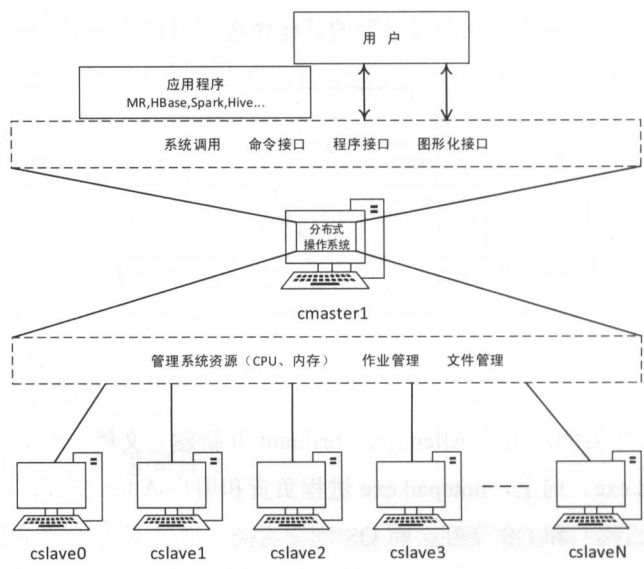 用 户
应用程序
MR,HBase,Spark,Hive...
系统调用 命令接口 程序接口 图形化接口
分布式
操作系统
cmaster1
管理系统资源（CPU、内存） 作业管理 文件管理
cslave0 cslave1 cslave2 cslave3 cslaveN